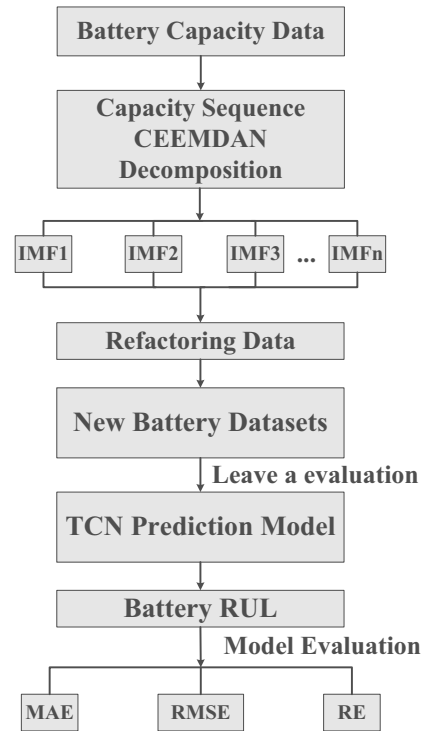 Battery Capacity Data
Capacity Sequence
CEEMDAN
Decomposition
IMF1 IMF2 IMF3 ... IMFn
Refactoring Data
New Battery Datasets
Leave a evaluation
TCN Prediction Model
Battery RUL
Model Evaluation
MAE RMSE RE